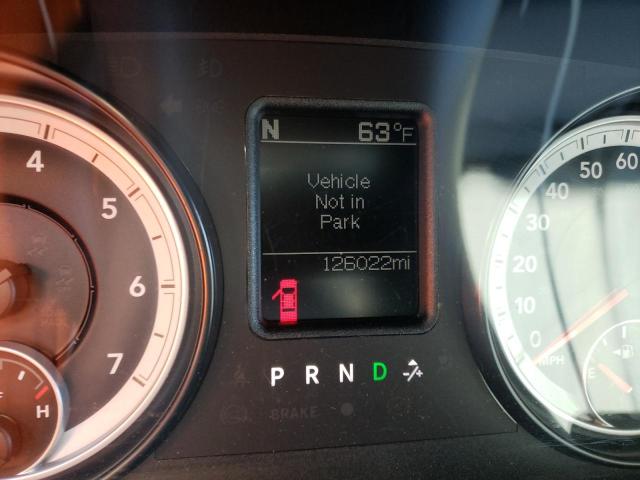 N 63°F
Vehicle
Not in
Park
126022mi
4
5
6
7
H
P R N D -/+
BRAKE
60
50
40
30
20
10
0
MPH
E